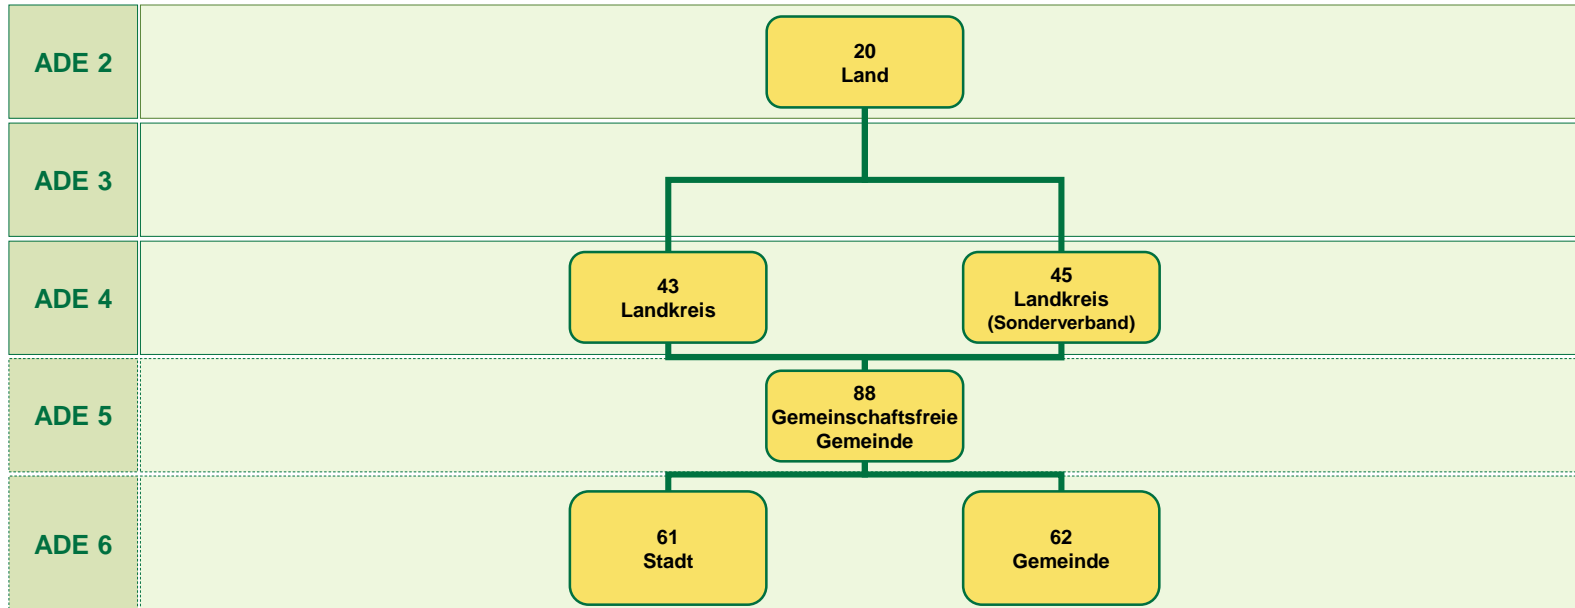 ADE 2
20
Land
ADE 3
ADE 4
43
Landkreis
45
Landkreis
(Sonderverband)
ADE 5
88
Gemeinschaftsfreie
Gemeinde
ADE 6
61
Stadt
62
Gemeinde